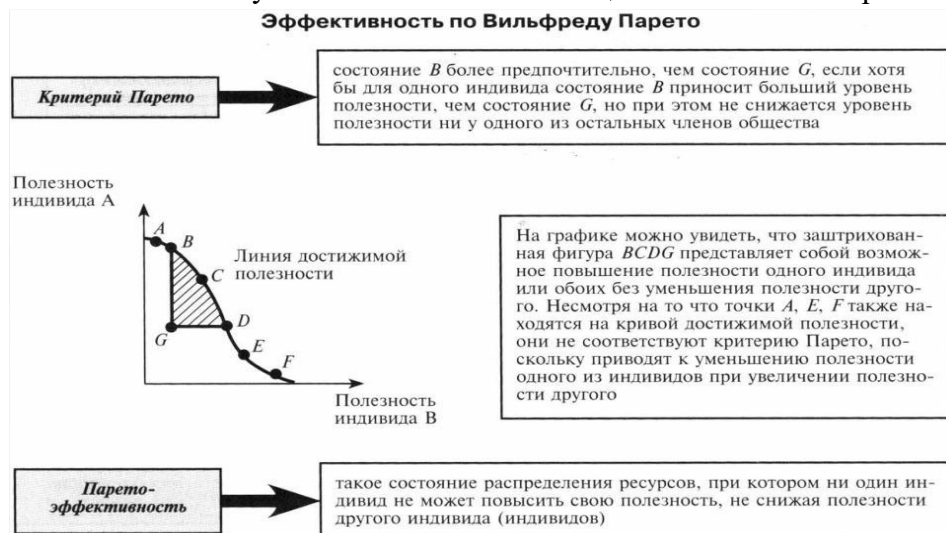 Эффективность по Вильфреду Парето
Критерий Парето
состояние B более предпочтительно, чем состояние G, если хотя
бы для одного индивида состояние B приносит больший уровень
полезности, чем состояние G, но при этом не снижается уровень
полезности ни у одного из остальных членов общества
Полезность
индивида А
A
B
Линия достижимой
полезности
C
G
D
E
F
Полезность
индивида В
На графике можно увидеть, что заштрихован-
ная фигура BCDG представляет собой возмож-
ное повышение полезности одного индивида
или обоих без уменьшения полезности друго-
го. Несмотря на то что точки A, E, F также на-
ходятся на кривой достижимой полезности,
они не соответствуют критерию Парето, по-
скольку приводят к уменьшению полезности
одного из индивидов при увеличении полезно-
сти другого
Парето-
эффективность
такое состояние распределения ресурсов, при котором ни один ин-
дивид не может повысить свою полезность, не снижая полезности
другого индивида (индивидов)